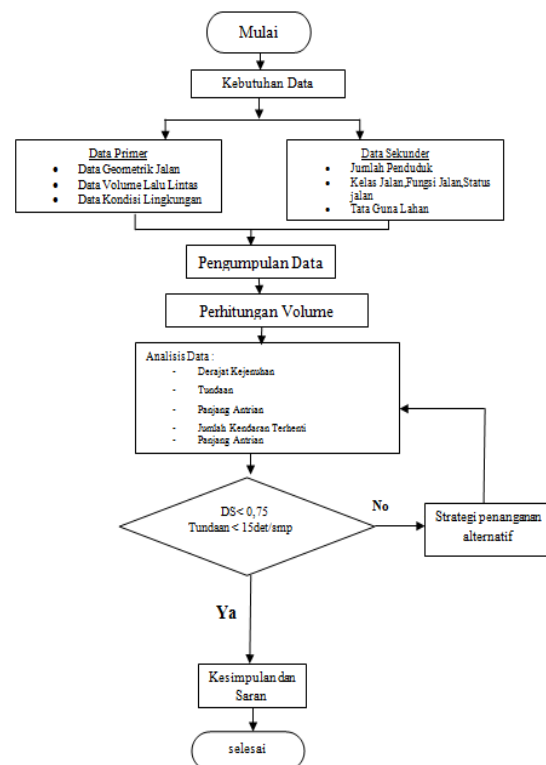 Mulai
Kebutuhan Data
Data Primer
• Data Geometrik Jalan
• Data Volume Lalu Lintas
• Data Kondisi Lingkungan
Data Sekunder
• Jumlah Penduduk
• Kelas Jalan,Fungsi Jalan,Status
jalan
• Tata Guna Lahan
Pengumpulan Data
Perhitungan Volume
Analisis Data :
- Derajat Kejenuhan
- Tundaan
- Panjang Antrian
- Jumlah Kendaran Terhenti
- Panjang Antrian
DS< 0,75
Tundaan < 15det/smp
No
Strategi penanganan
alternatif
Ya
Kesimpulan dan
Saran
selesai